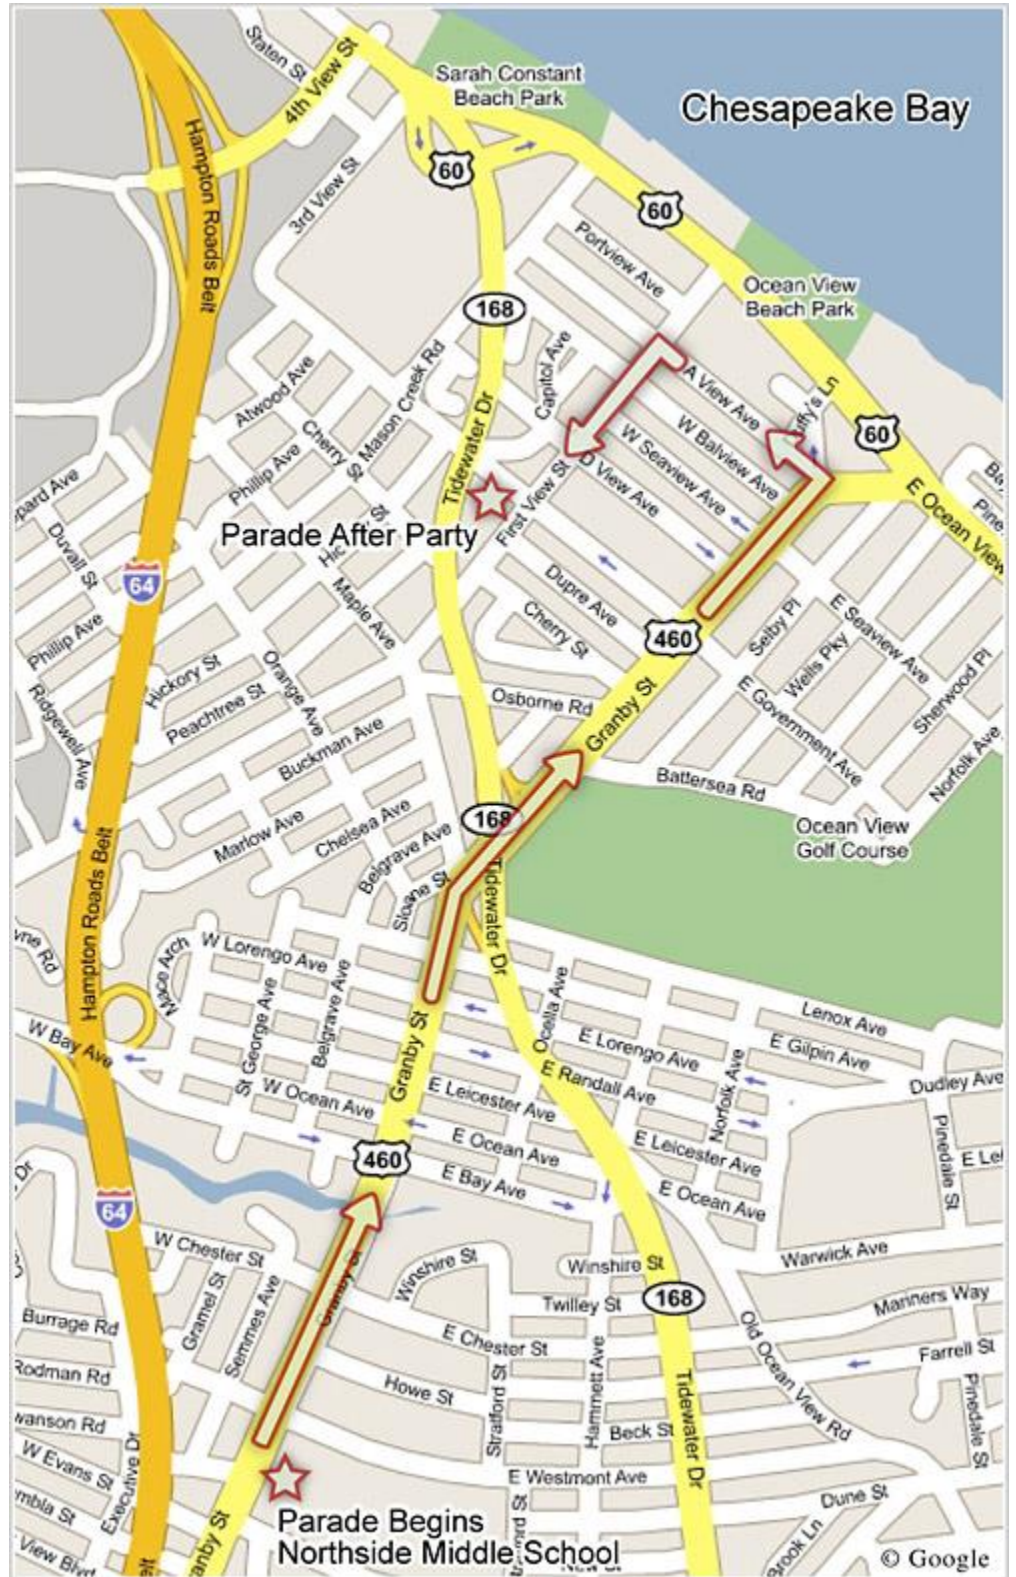 Staten St
4th View St
Sarah Constant
Beach Park
Chesapeake Bay
Hampton Roads Belt
60
3rd View St
60
Portview Ave
Ocean View
Beach Park
168
Capitol Ave
Atwood Ave
Mason Creek Rd
Cherry St
A View Ave
W Balview Ave
W Seaview Ave
D View Ave
60
E Ocean View
Phillip Ave
Tidewater Dr
Parade After Party
First View St
Duvall St
64
Maple Ave
Dupre Ave
Cherry St
460
Selby Pl
E Seaview Ave
Wells Pky
Sherwood Pl
Phillip Ave
Ridgewell Ave
Hickory St
Peachtree St
Orange Ave
Osborne Rd
Granby St
E Government Ave
Norfolk Ave
Buckman Ave
Battersea Rd
Marlow Ave
Chelsea Ave
168
Ocean View
Golf Course
Belgrave Ave
Sloane St
Tidewater Dr
Hampton Roads Belt
W Lorengo Ave
Mace Arch
St George Ave
Belgrave Ave
Granby St
Ocella Ave
Lenox Ave
E Lorengo Ave
E Gilpin Ave
W Bay Ave
E Randall Ave
Norfolk Ave
Dudley Ave
W Ocean Ave
E Leicester Ave
E Leicester Ave
Pinedale St
460
E Ocean Ave
E Bay Ave
E Ocean Ave
64
W Chester St
Winshire St
Winshire St
Warwick Ave
Gramel St
Semmes Ave
Granby St
Twilley St
168
Mariners Way
Burrage Rd
E Chester St
Old Ocean View Rd
Farrell St
Rodman Rd
Howe St
Stratford St
Hammett Ave
Tidewater Dr
Pinedale St
Beck St
W Evans St
Executive Dr
E Westmont Ave
Dune St
Parade Begins
Northside Middle School
View Blvd
© Google